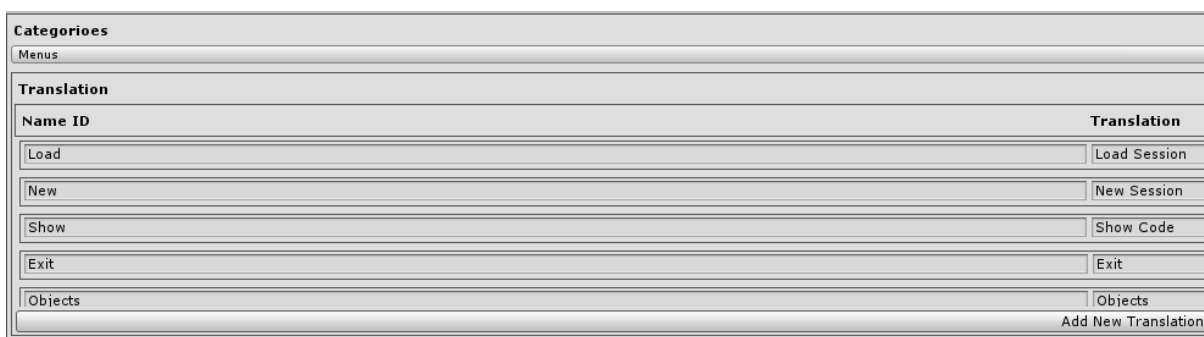 Categorioes
Menus
Translation
Name ID Translation
Load Load Session
New New Session
Show Show Code
Exit Exit
Objects Objects
Add New Translation